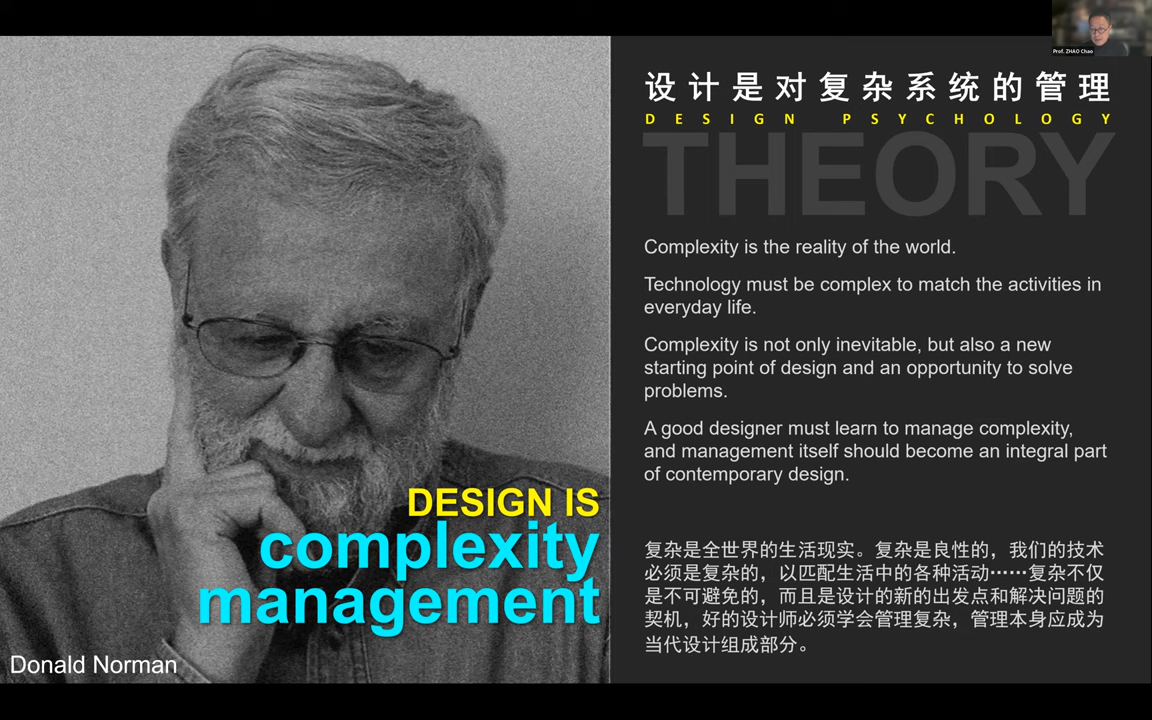 Prof. ZHAO Chao
设计是对复杂系统的管理
DESIGN PSYCHOLOGY
THEORY
Complexity is the reality of the world.
Technology must be complex to match the activities in
everyday life.
Complexity is not only inevitable, but also a new
starting point of design and an opportunity to solve
problems.
A good designer must learn to manage complexity,
and management itself should become an integral part
of contemporary design.
复杂是全世界的生活现实。复杂是良性的，我们的技术
必须是复杂的，以匹配生活中的各种活动……复杂不仅
是不可避免的，而且是设计的新的出发点和解决问题的
契机，好的设计师必须学会管理复杂，管理本身应成为
当代设计组成部分。
DESIGN IS
complexity
management
Donald Norman